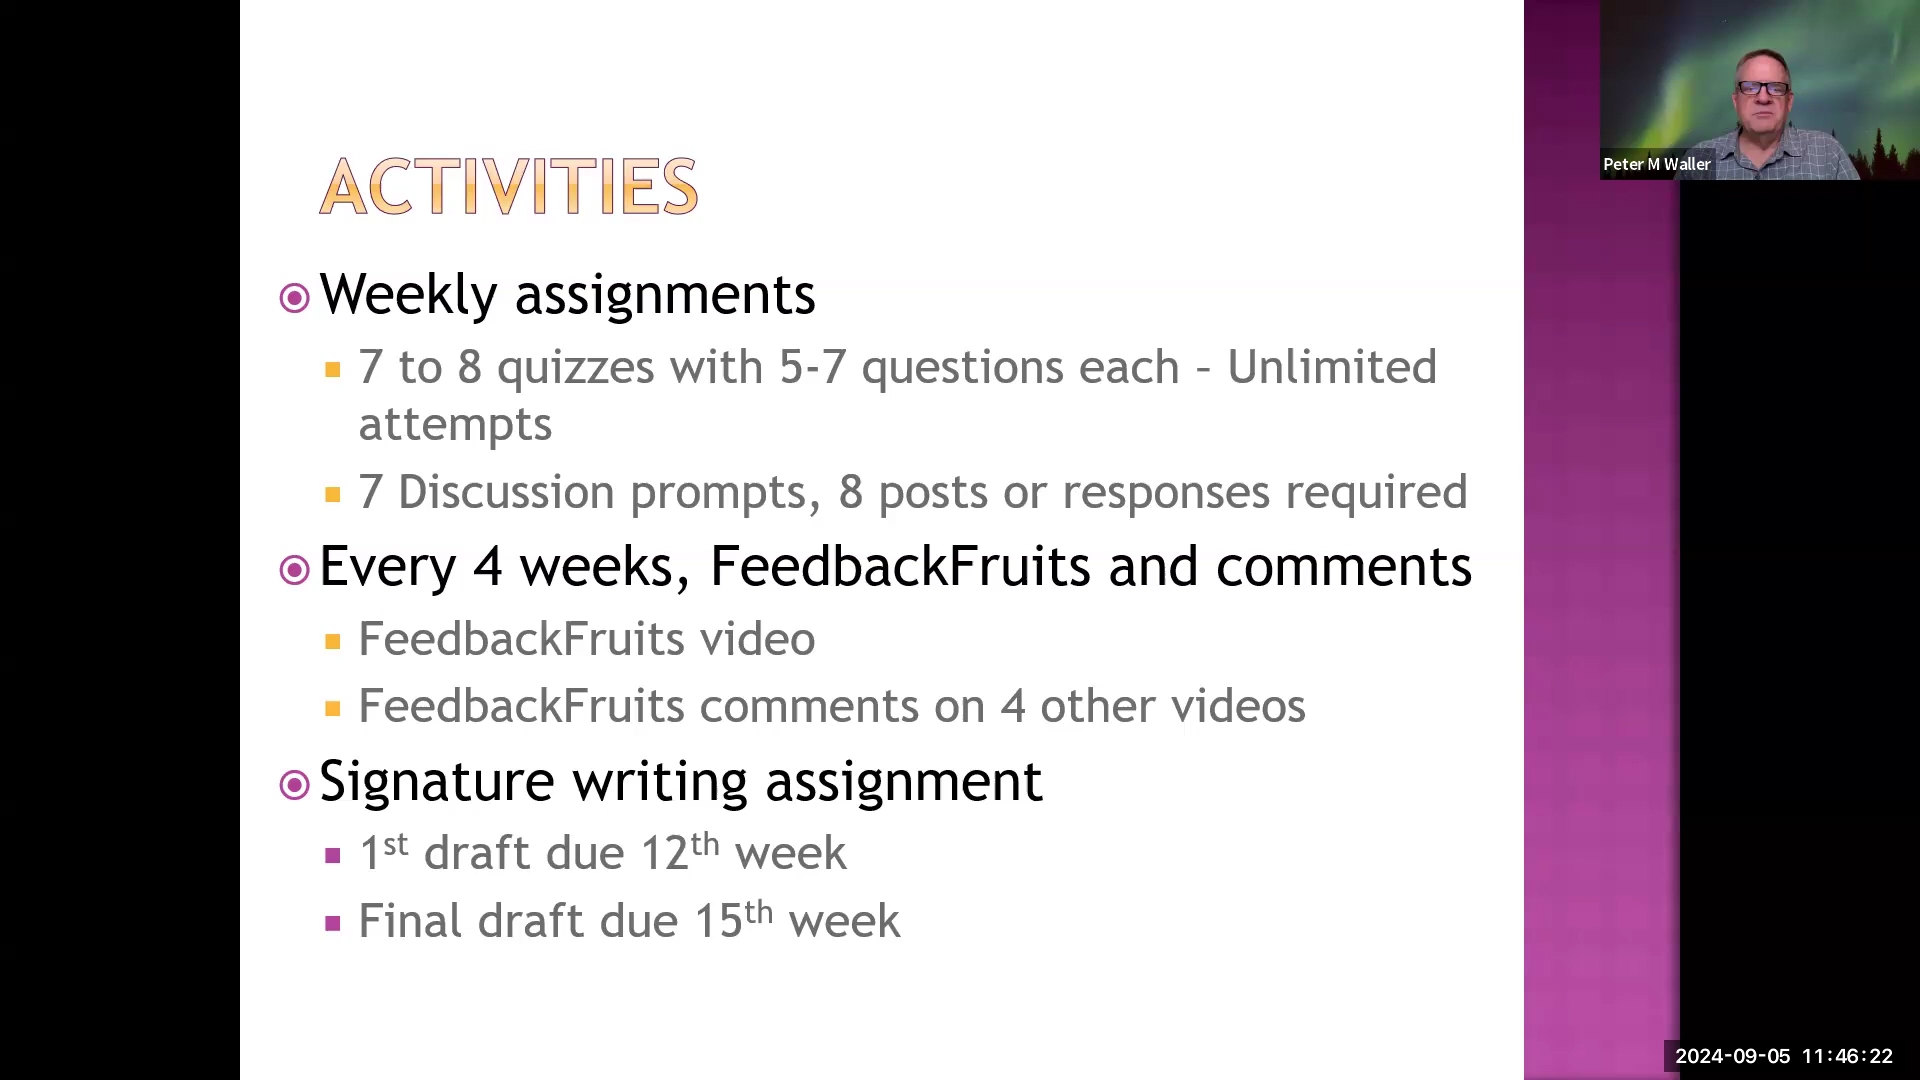 ACTIVITIES
Weekly assignments
7 to 8 quizzes with 5-7 questions each – Unlimited
attempts
7 Discussion prompts, 8 posts or responses required
Every 4 weeks, FeedbackFruits and comments
FeedbackFruits video
FeedbackFruits comments on 4 other videos
Signature writing assignment
1st draft due 12th week
Final draft due 15th week
Peter M Waller
2024-09-05 11:46:22